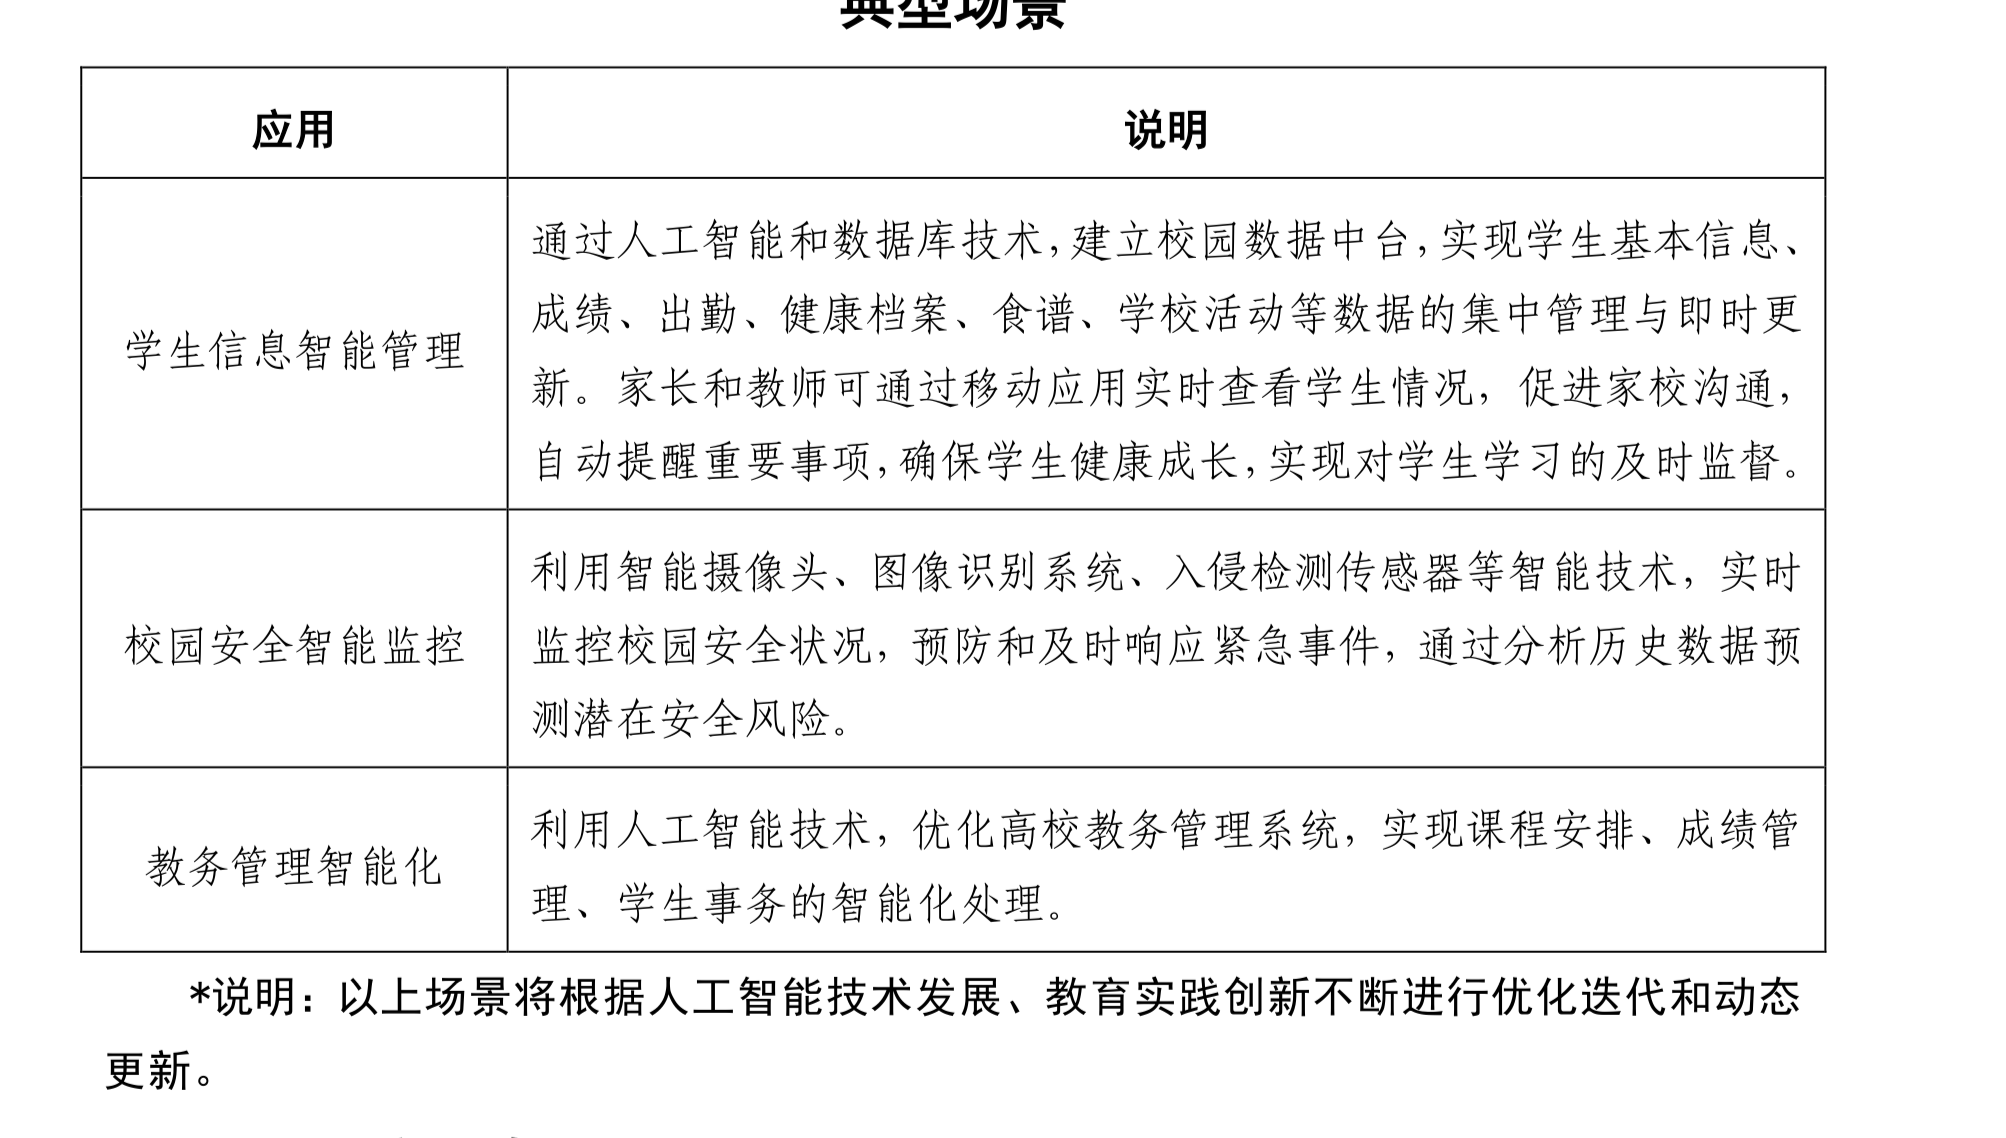 典型场景
应用
说明
学生信息智能管理
通过人工智能和数据库技术，建立校园数据中台，实现学生基本信息、
成绩、出勤、健康档案、食谱、学校活动等数据的集中管理与即时更
新。家长和教师可通过移动应用实时查看学生情况，促进家校沟通，
自动提醒重要事项，确保学生健康成长，实现对学生学习的及时监督。
校园安全智能监控
利用智能摄像头、图像识别系统、入侵检测传感器等智能技术，实时
监控校园安全状况，预防和及时响应紧急事件，通过分析历史数据预
测潜在安全风险。
教务管理智能化
利用人工智能技术，优化高校教务管理系统，实现课程安排、成绩管
理、学生事务的智能化处理。
*说明：以上场景将根据人工智能技术发展、教育实践创新不断进行优化迭代和动态
更新。